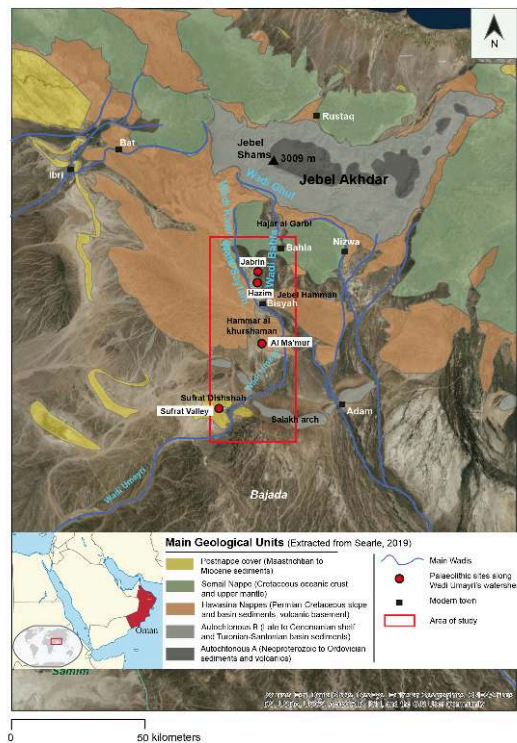 N
Rustaq
Jebel
Shams
3009 m
Jebel Akhdar
Bat
Ibri
Wadi Ghul
Hajar al Garbi
Bahla
Nizwa
Wadi Bahla
Jabrin
Hazim
Jebel Hamman
Bisyah
Hammar al
khurshaman
Al Ma'mur
Sufrat Dishshah
Sufrat Valley
Salakh arch
Adam
Wadi Umayri
Bajada
Main Geological Units (Extracted from Searle, 2019)
Postnappe cover (Maastrichtian to
Miocene sediments)
Semail Nappe (Cretaceous oceanic crust
and upper mantle)
Hawasina Nappes (Permian Cretaceous slope
and basin sediments, volcanic basement)
Autochtonous B (Late to Cenomanian shelf
and Turonian-Santonian basin sediments)
Autochtonous A (Neoproterozoic to Ordovician
sediments and volcanics)
Main Wadis
Palaeolithic sites along
Wadi Umayri's watershed
Modern town
Area of study
Oman
Samim
0
50 kilometers